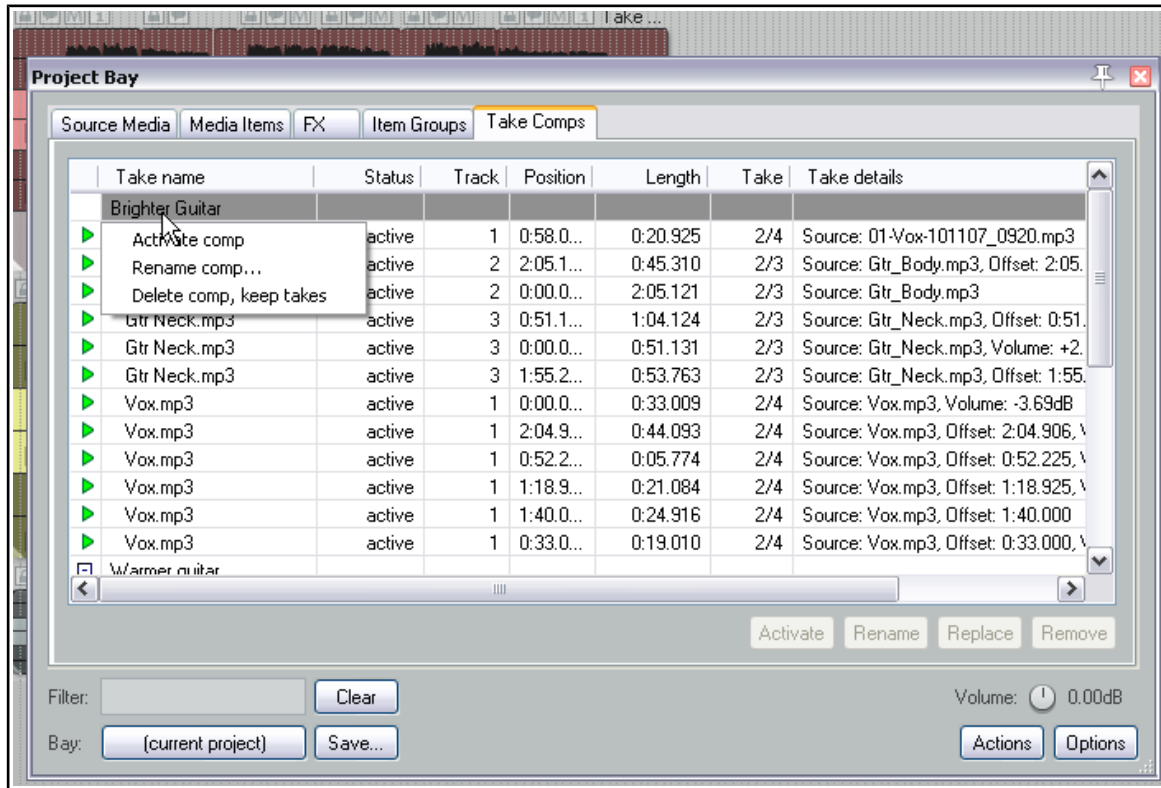 M 1 M M M 1 Take ...
Project Bay
Source Media Media Items FX Item Groups Take Comps
Take name Status Track Position Length Take Take details
Brighter Guitar
Activate comp
Rename comp...
Delete comp, keep takes
active 1 0:58.0... 0:20.925 2/4 Source: 01-Vox-101107_0920.mp3
active 2 2:05.1... 0:45.310 2/3 Source: Gtr_Body.mp3, Offset: 2:05.
active 2 0:00.0... 2:05.121 2/3 Source: Gtr_Body.mp3
Gtr Neck.mp3 active 3 0:51.1... 1:04.124 2/3 Source: Gtr_Neck.mp3, Offset: 0:51.
Gtr Neck.mp3 active 3 0:00.0... 0:51.131 2/3 Source: Gtr_Neck.mp3, Volume: +2.
Gtr Neck.mp3 active 3 1:55.2... 0:53.763 2/3 Source: Gtr_Neck.mp3, Offset: 1:55.
Vox.mp3 active 1 0:00.0... 0:33.009 2/4 Source: Vox.mp3, Volume: -3.69dB
Vox.mp3 active 1 2:04.9... 0:44.093 2/4 Source: Vox.mp3, Offset: 2:04.906,
Vox.mp3 active 1 0:52.2... 0:05.774 2/4 Source: Vox.mp3, Offset: 0:52.225,
Vox.mp3 active 1 1:18.9... 0:21.084 2/4 Source: Vox.mp3, Offset: 1:18.925,
Vox.mp3 active 1 1:40.0... 0:24.916 2/4 Source: Vox.mp3, Offset: 1:40.000
Vox.mp3 active 1 0:33.0... 0:19.010 2/4 Source: Vox.mp3, Offset: 0:33.000,
Warmer guitar
Activate Rename Replace Remove
Filter: Clear Volume: 0.00dB
Bay: (current project) Save... Actions Options